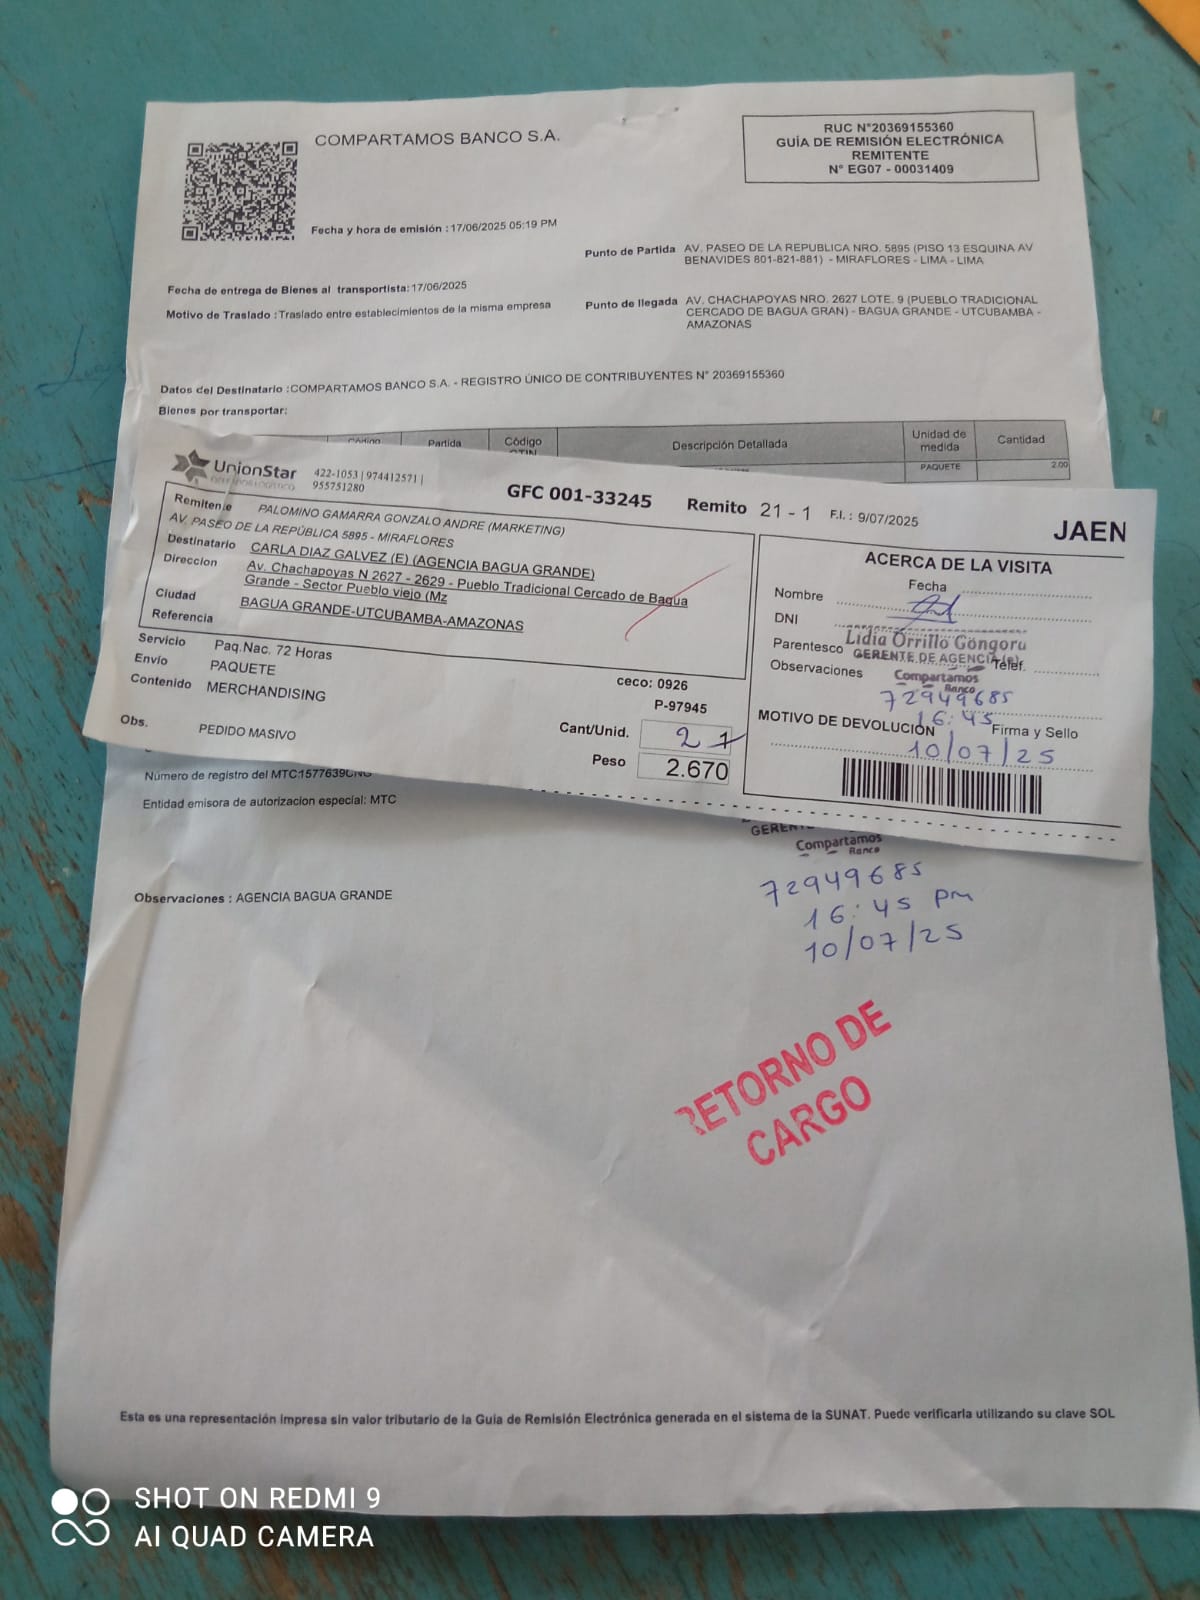 COMPARTAMOS BANCO S.A.
RUC N°20369155360
GUÍA DE REMISIÓN ELECTRÓNICA
REMITENTE
N° EG07 - 00031409
Fecha y hora de emisión : 17/06/2025 05:19 PM
Punto de Partida AV. PASEO DE LA REPUBLICA NRO. 5895 (PISO 13 ESQUINA AV
BENAVIDES 801-821-881) - MIRAFLORES - LIMA - LIMA
Fecha de entrega de Bienes al transportista: 17/06/2025
Motivo de Traslado : Traslado entre establecimientos de la misma empresa
Punto de llegada AV. CHACHAPOYAS NRO. 2627 LOTE. 9 (PUEBLO TRADICIONAL
CERCADO DE BAGUA GRAN) - BAGUA GRANDE - UTCUBAMBA -
AMAZONAS
Datos del Destinatario :COMPARTAMOS BANCO S.A. - REGISTRO ÚNICO DE CONTRIBUYENTES N° 20369155360
Bienes por transportar:
Código Partida Código Descripción Detallada Unidad de medida Cantidad
PAQUETE 2.00
UnionStar
422-1053 | 974412571 |
955751280
GFC 001-33245 Remito 21 - 1 F.I. : 9/07/2025
JAEN
Remitente PALOMINO GAMARRA GONZALO ANDRE (MARKETING)
AV. PASEO DE LA REPÚBLICA 5895 - MIRAFLORES
Destinatario CARLA DIAZ GALVEZ (E) (AGENCIA BAGUA GRANDE)
Direccion Av. Chachapoyas N 2627 - 2629 - Pueblo Tradicional Cercado de Bagua
Grande - Sector Pueblo viejo (Mz
Ciudad BAGUA GRANDE-UTCUBAMBA-AMAZONAS
Referencia
Servicio Paq.Nac. 72 Horas
Envío PAQUETE
Contenido MERCHANDISING
Obs. PEDIDO MASIVO
ceco: 0926
P-97945
Cant/Unid. 2
Peso 2.670
ACERCA DE LA VISITA
Fecha
Nombre
DNI
Parentesco
Lidia Orrillo Gongora
GERENTE DE AGENCIA (e)
Telef.
Observaciones
Compartamos
Banco
72949685
16:45
MOTIVO DE DEVOLUCIÓN
Firma y Sello
10/07/25
Número de registro del MTC1577639CNG
Entidad emisora de autorizacion especial: MTC
Compartamos
Banco
72949685
16:45 pm
10/07/25
Observaciones : AGENCIA BAGUA GRANDE
RETORNO DE
CARGO
Esta es una representación impresa sin valor tributario de la Guia de Remisión Electrónica generada en el sistema de la SUNAT. Puede verificarla utilizando su clave SOL
SHOT ON REDMI 9
AI QUAD CAMERA